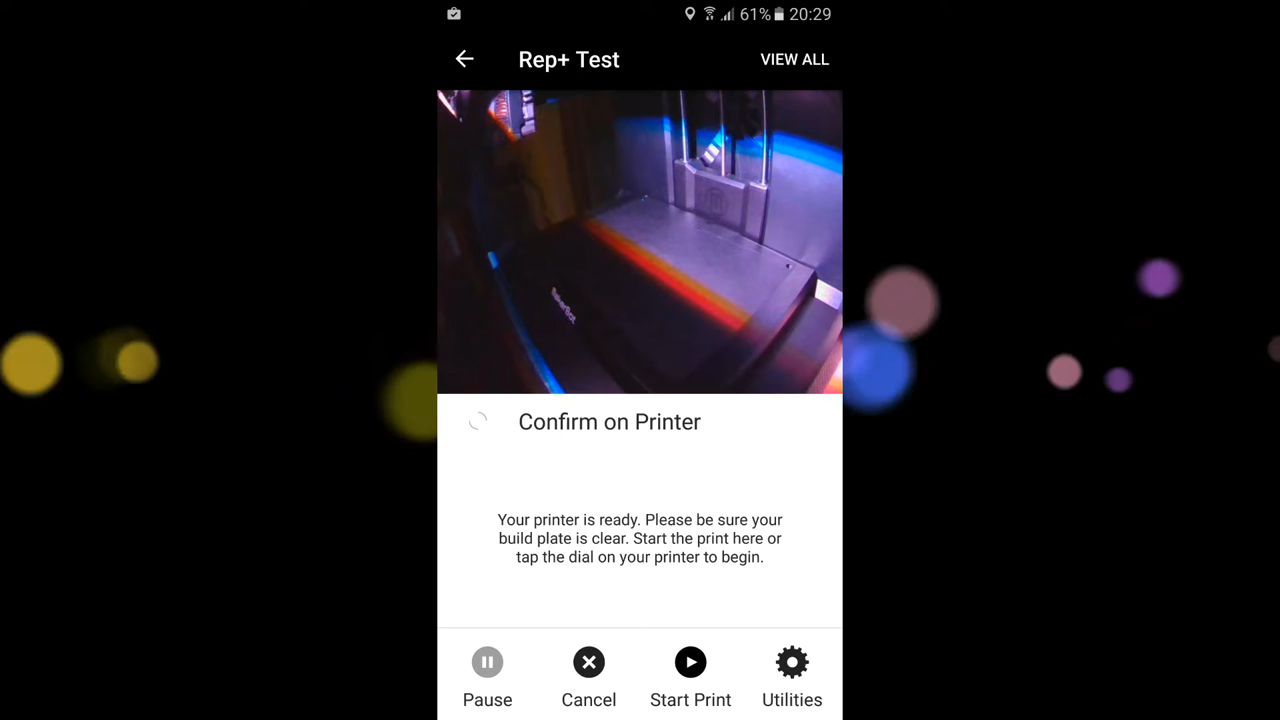 61% 20:29
Rep+ Test VIEW ALL
MakerBot
Confirm on Printer
Your printer is ready. Please be sure your
build plate is clear. Start the print here or
tap the dial on your printer to begin.
Pause Cancel Start Print Utilities